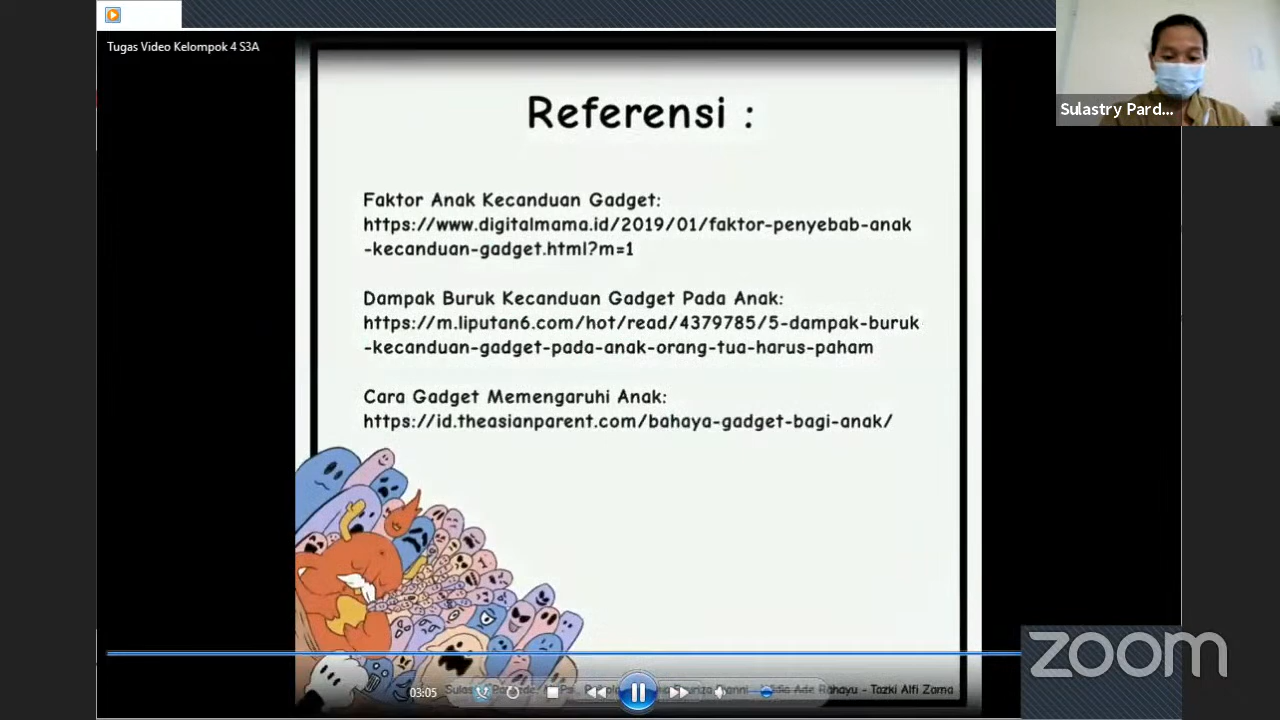 Tugas Video Kelompok 4 S3A
Sulastry Pard...
Referensi :
Faktor Anak Kecanduan Gadget:
https://www.digitalmama.id/2019/01/faktor-penyebab-anak
-kecanduan-gadget.html?m=1
Dampak Buruk Kecanduan Gadget Pada Anak:
https://m.liputan6.com/hot/read/4379785/5-dampak-buruk
-kecanduan-gadget-pada-anak-orang-tua-harus-paham
Cara Gadget Memengaruhi Anak:
https://id.theasianparent.com/bahaya-gadget-bagi-anak/
zoom
03:05
Ade Rahayu - Tazki Alfi Zama